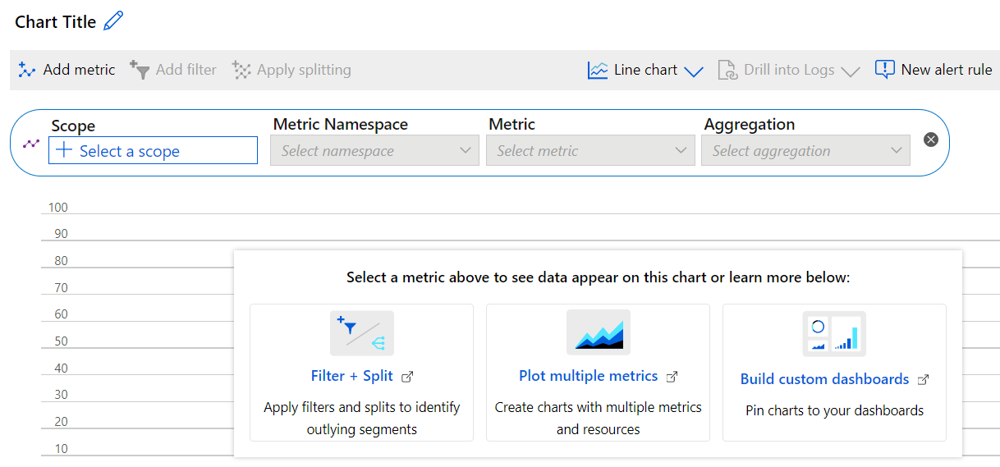 Chart Title
Add metric Add filter Apply splitting Line chart Drill into Logs New alert rule
Scope Metric Namespace Metric Aggregation
Select a scope Select namespace Select metric Select aggregation
100
90
80
Select a metric above to see data appear on this chart or learn more below:
70
60
50
40
30
20
10
Filter + Split
Apply filters and splits to identify
outlying segments
Plot multiple metrics
Create charts with multiple metrics
and resources
Build custom dashboards
Pin charts to your dashboards